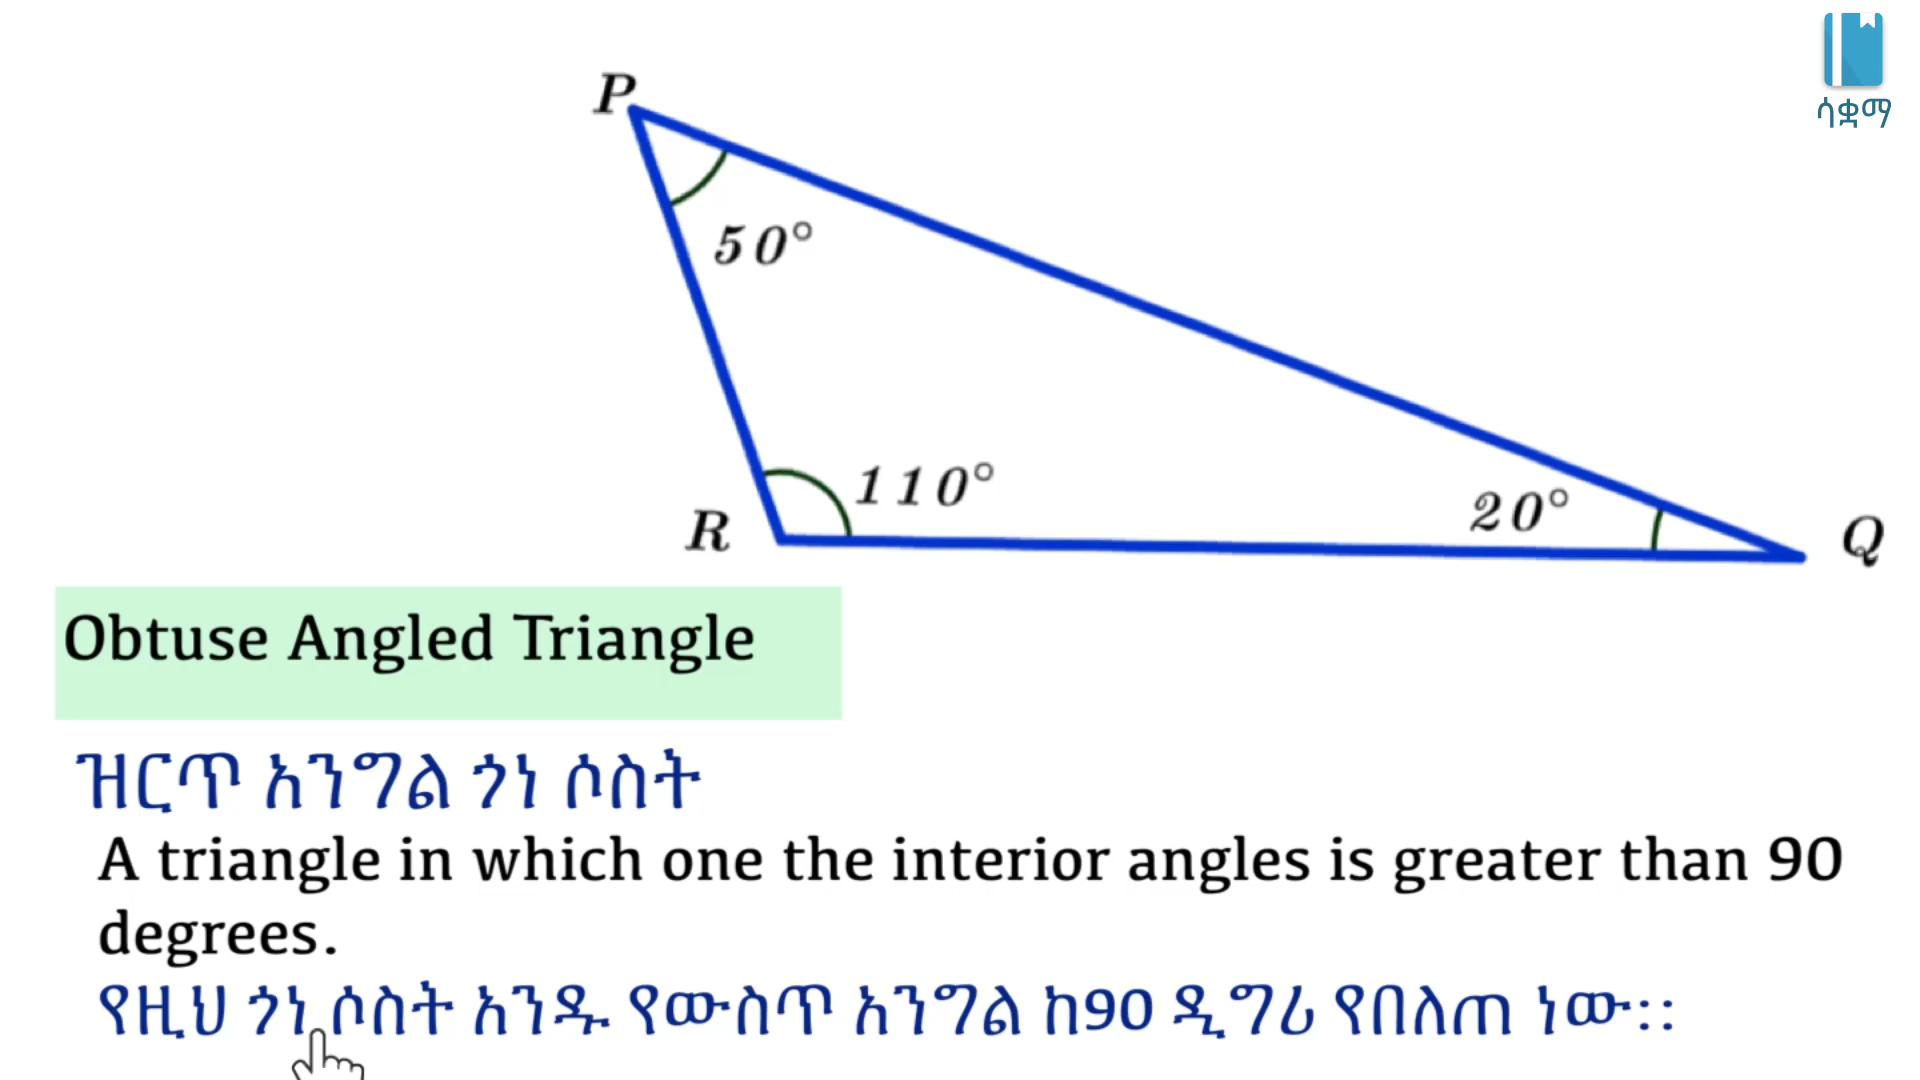 ሳቋማ
P
50°
110°
20°
R
Q
Obtuse Angled Triangle
ዝርጥ አንግል ጎነ ሶስት
A triangle in which one the interior angles is greater than 90
degrees.
የዚህ ጎነ ሶስት አንዱ የውስጥ አንግል ከ90 ዲግሪ የበለጠ ነው፡፡